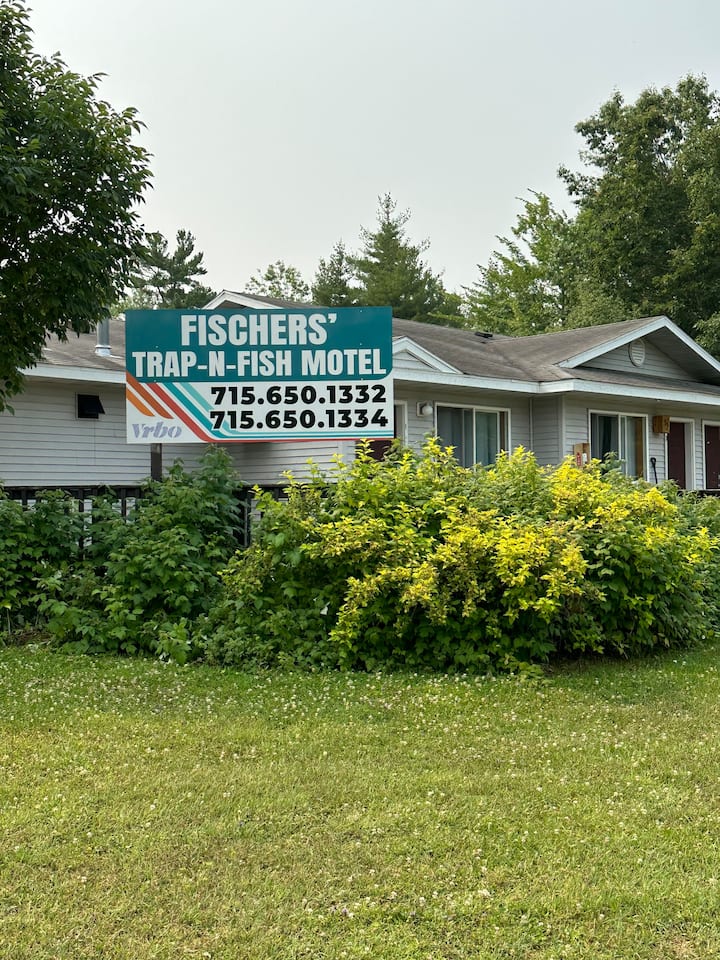 FISCHERS'
TRAP-N-FISH MOTEL
715.650.1332
715.650.1334
Vrbo